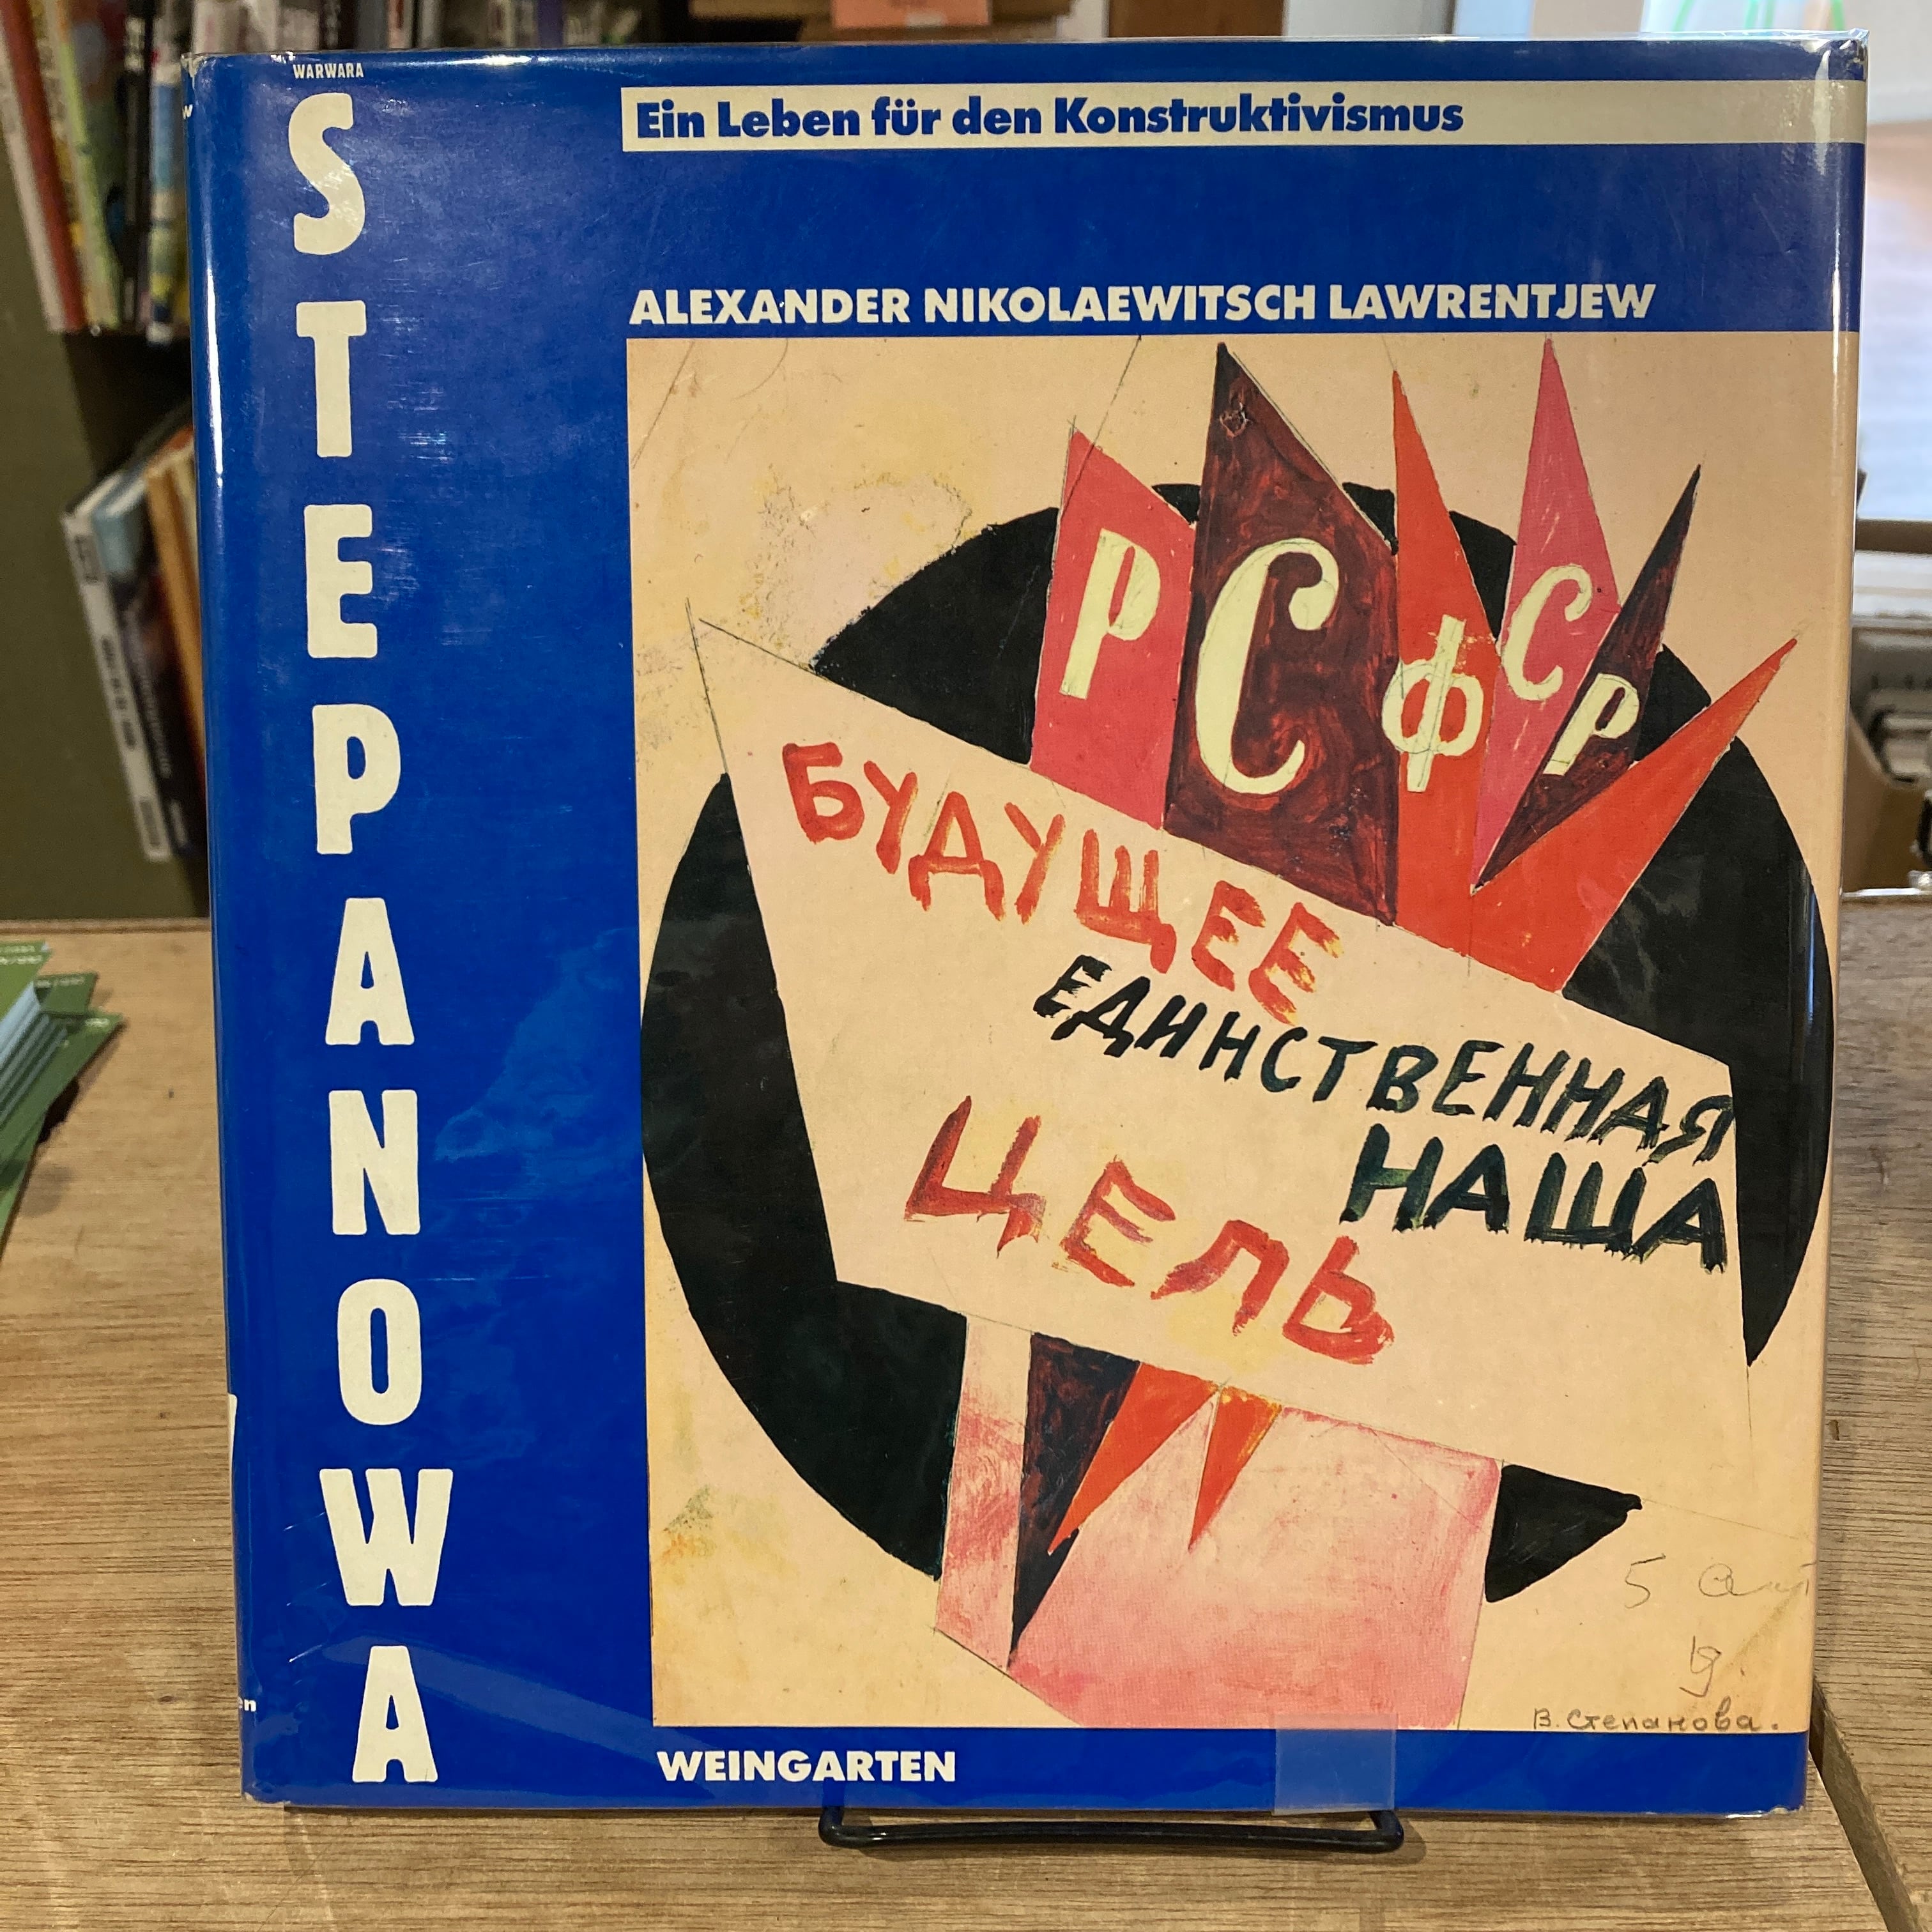 WARWARA
STEPANOWA
Ein Leben für den Konstruktivismus
ALEXANDER NIKOLAEWITSCH LAWRENTJEW
РСФСР
БУДУЩЕЕ
ЕДИНСТВЕННАЯ
НАША
ЦЕЛЬ
В. Степанова.
WEINGARTEN